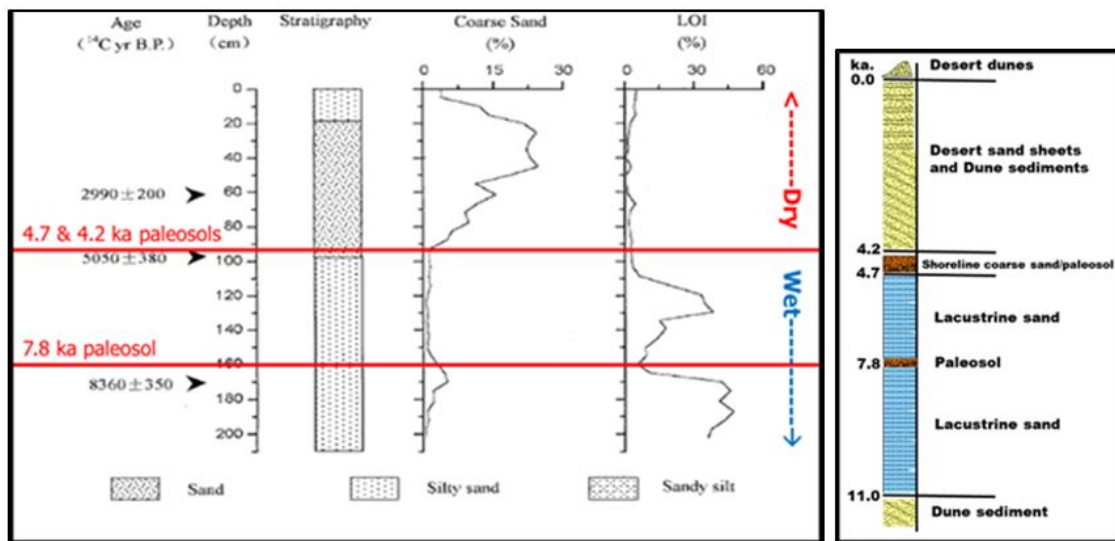 Age
(¹⁴C yr B.P.)
Depth
(cm)
Stratigraphy
Coarse Sand
(%)
LOI
(%)
0 15 30
0 30 60
0
20
40
60
80
100
120
140
160
180
200
2990±200
4.7 & 4.2 ka paleosols
5050±380
7.8 ka paleosol
8360±350
<------Dry
Wet------>
Sand
Silty sand
Sandy silt
ka.
0.0
4.2
4.7
7.8
11.0
Desert dunes
Desert sand sheets
and Dune sediments
Shoreline coarse sand/paleosol
Lacustrine sand
Paleosol
Lacustrine sand
Dune sediment